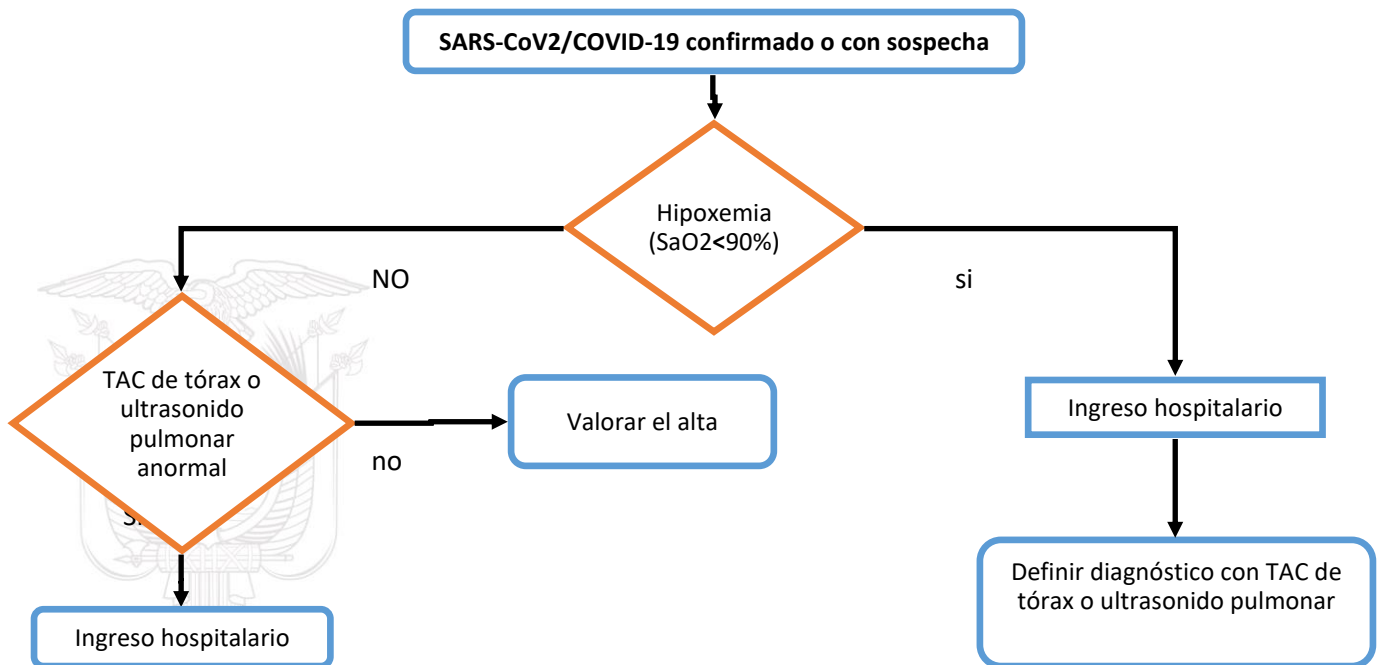 SARS-CoV2/COVID-19 confirmado o con sospecha
Hipoxemia
(SaO2<90%)
NO
si
TAC de tórax o
ultrasonido
pulmonar
anormal
no
Valorar el alta
Ingreso hospitalario
Definir diagnóstico con TAC de
tórax o ultrasonido pulmonar
Ingreso hospitalario